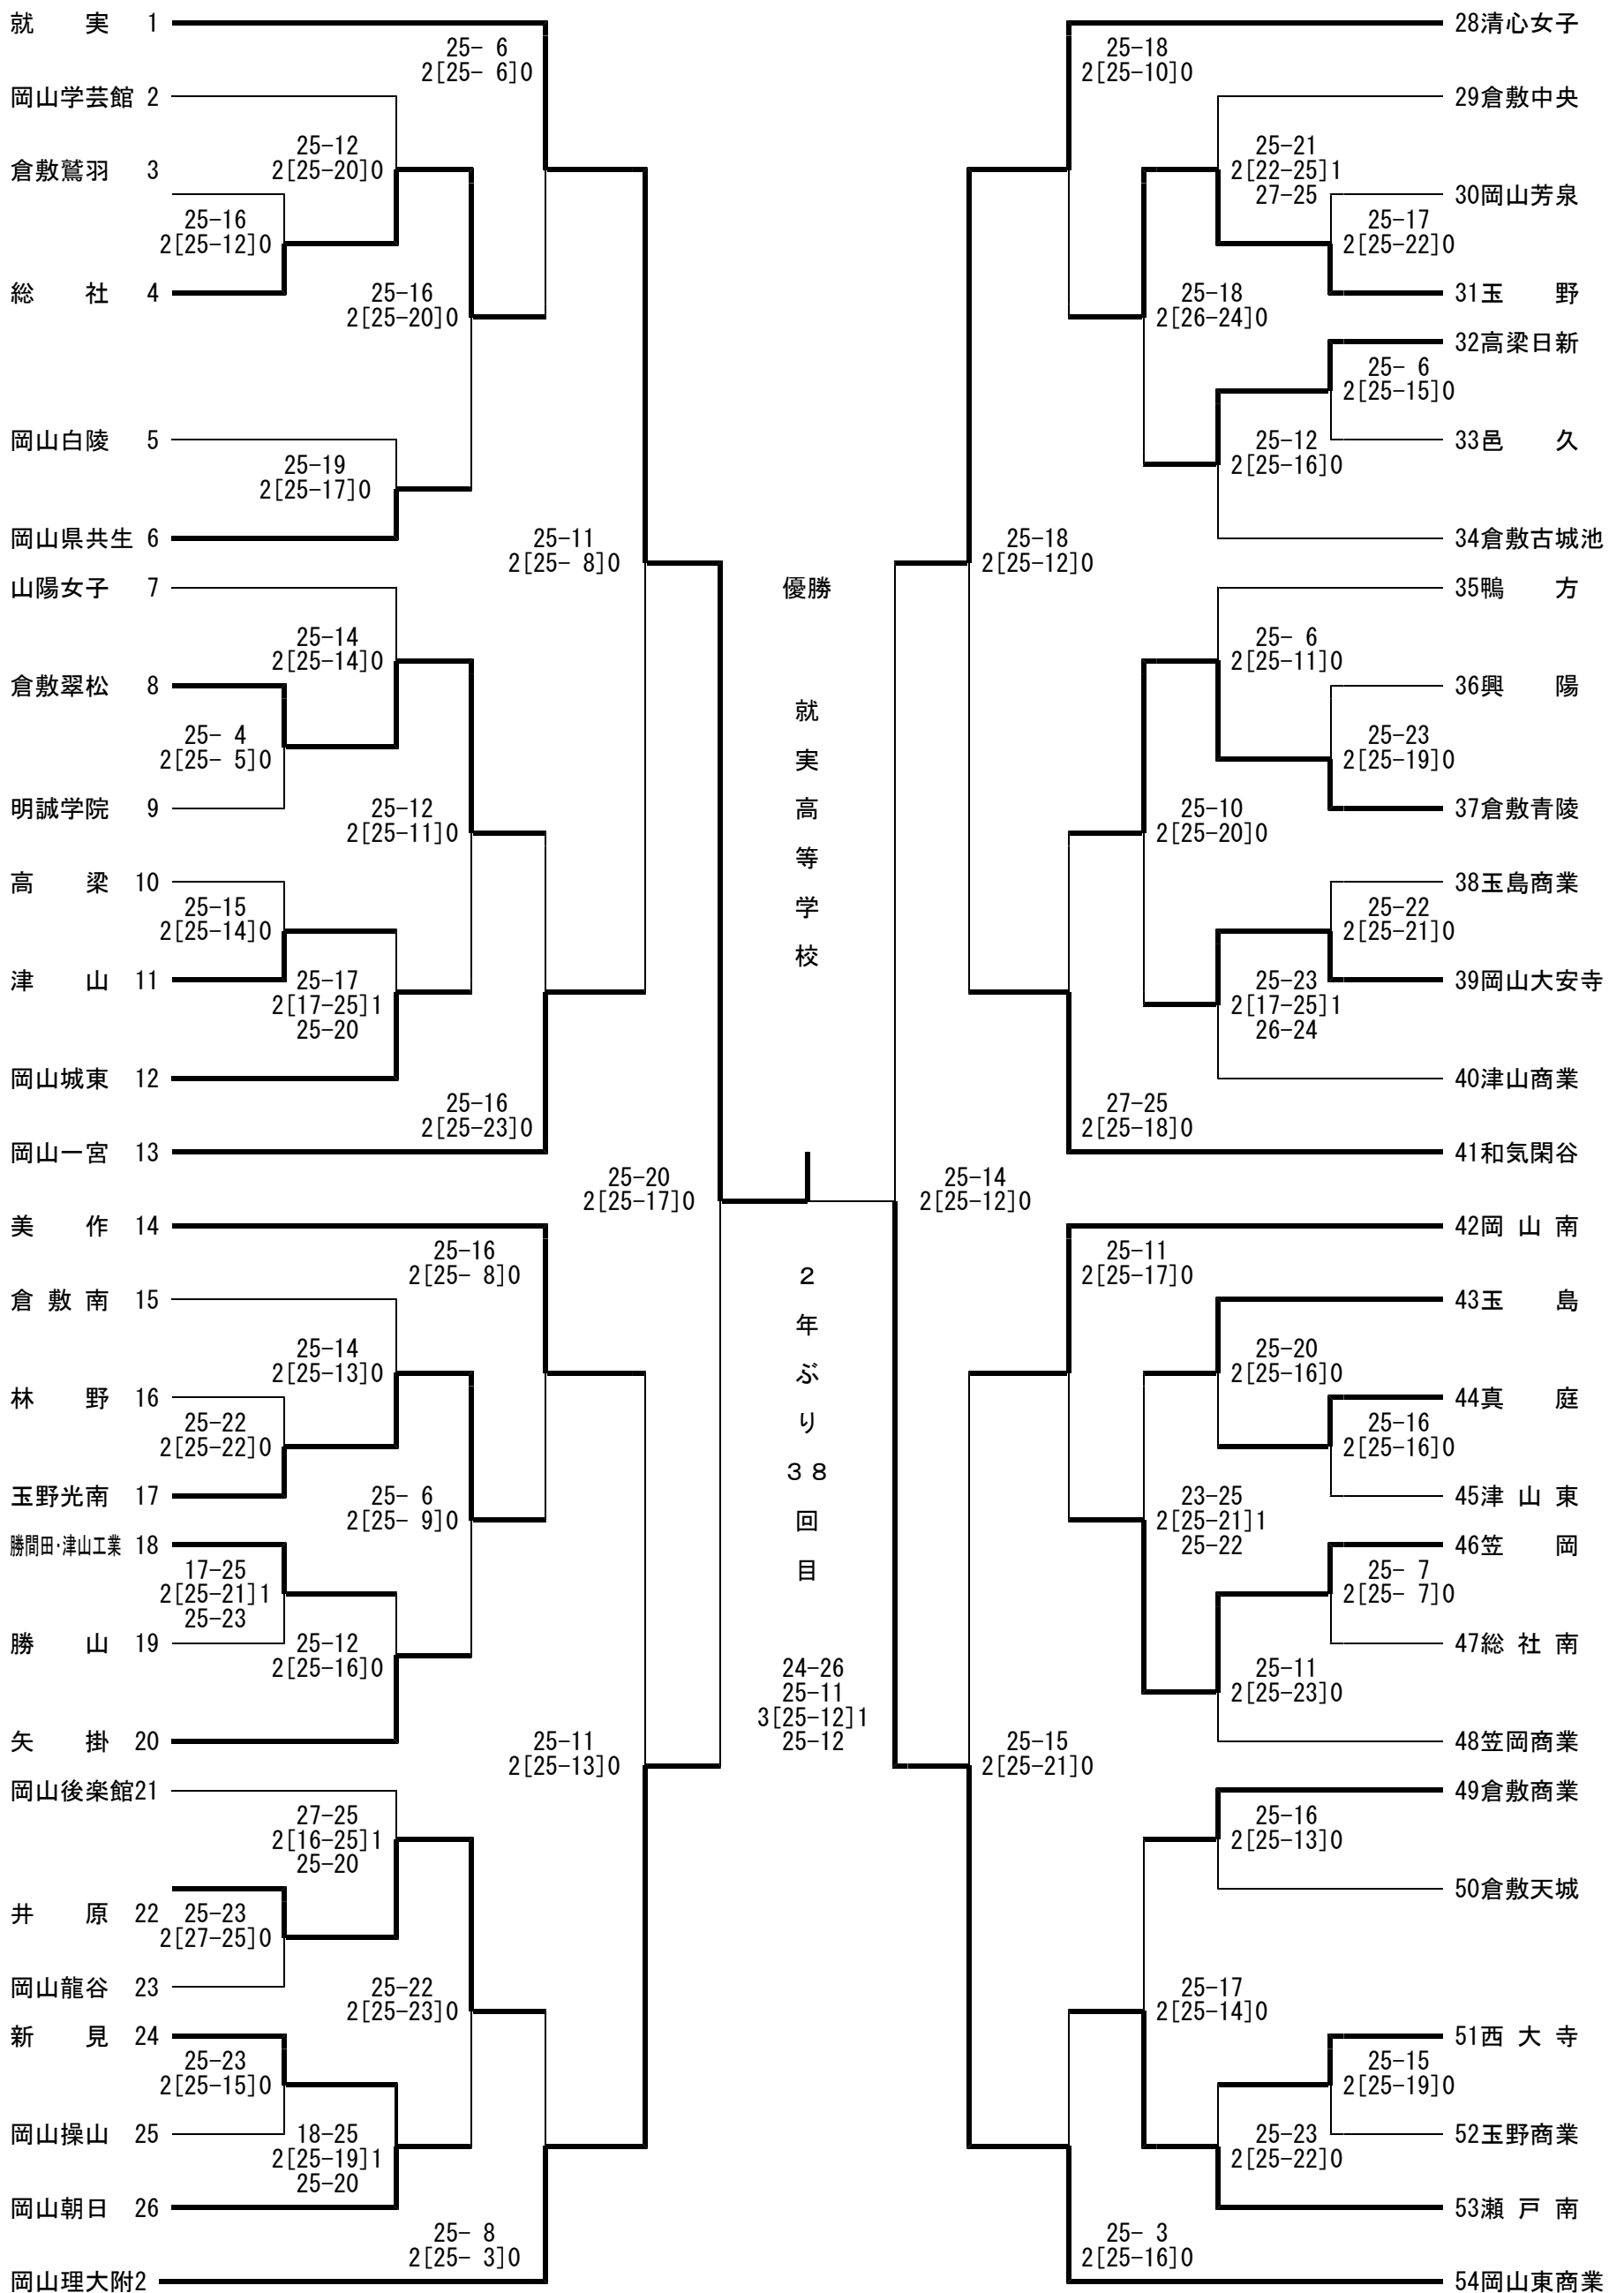 就 実 1
25- 6
2[25- 6]0
岡山学芸館 2
25-12
2[25-20]0
倉敷鷲羽 3
25-16
2[25-12]0
総 社 4
25-16
2[25-20]0
岡山白陵 5
25-19
2[25-17]0
岡山県共生 6
25-11
2[25- 8]0
山陽女子 7
25-14
2[25-14]0
倉敷翠松 8
25- 4
2[25- 5]0
明誠学院 9
25-12
2[25-11]0
高 梁 10
25-15
2[25-14]0
津 山 11
25-17
2[17-25]1
25-20
岡山城東 12
25-16
2[25-23]0
岡山一宮 13
25-20
2[25-17]0
美 作 14
25-16
2[25- 8]0
倉 敷 南 15
25-14
2[25-13]0
林 野 16
25-22
2[25-22]0
玉野光南 17
25- 6
2[25- 9]0
勝間田・津山工業 18
17-25
2[25-21]1
25-23
勝 山 19
25-12
2[25-16]0
矢 掛 20
25-11
2[25-13]0
岡山後楽館21
27-25
2[16-25]1
25-20
井 原 22
25-23
2[27-25]0
岡山龍谷 23
25-22
2[25-23]0
新 見 24
25-23
2[25-15]0
岡山操山 25
18-25
2[25-19]1
25-20
岡山朝日 26
25- 8
2[25- 3]0
岡山理大附2
優勝
就
実
高
等
学
校
2
年
ぶ
り
38
回
目
24-26
25-11
3[25-12]1
25-12
28清心女子
25-18
2[25-10]0
29倉敷中央
25-21
2[22-25]1
27-25
30岡山芳泉
25-17
2[25-22]0
31玉 野
25-18
2[26-24]0
32高梁日新
25- 6
2[25-15]0
33邑 久
25-12
2[25-16]0
34倉敷古城池
25-18
2[25-12]0
35鴨 方
25- 6
2[25-11]0
36興 陽
25-23
2[25-19]0
37倉敷青陵
25-10
2[25-20]0
38玉島商業
25-22
2[25-21]0
39岡山大安寺
25-23
2[17-25]1
26-24
40津山商業
27-25
2[25-18]0
41和気閑谷
25-14
2[25-12]0
42岡 山 南
25-11
2[25-17]0
43玉 島
25-20
2[25-16]0
44真 庭
25-16
2[25-16]0
45津 山 東
23-25
2[25-21]1
25-22
46笠 岡
25- 7
2[25- 7]0
47総 社 南
25-11
2[25-23]0
48笠岡商業
25-15
2[25-21]0
49倉敷商業
25-16
2[25-13]0
50倉敷天城
25-17
2[25-14]0
51西 大 寺
25-15
2[25-19]0
52玉野商業
25-23
2[25-22]0
53瀬 戸 南
25- 3
2[25-16]0
54岡山東商業